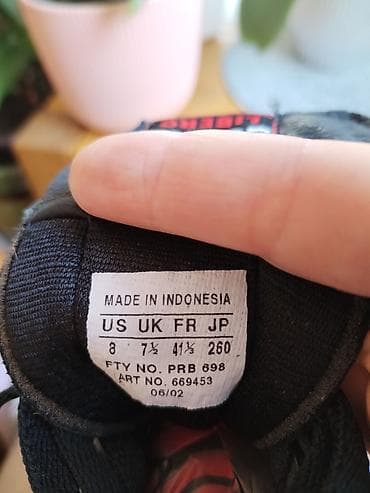 LIBERO
MADE IN INDONESIA
US UK FR JP
8 7½ 41⅓ 260
FTY NO. PRB 698
ART NO. 669453
06/02